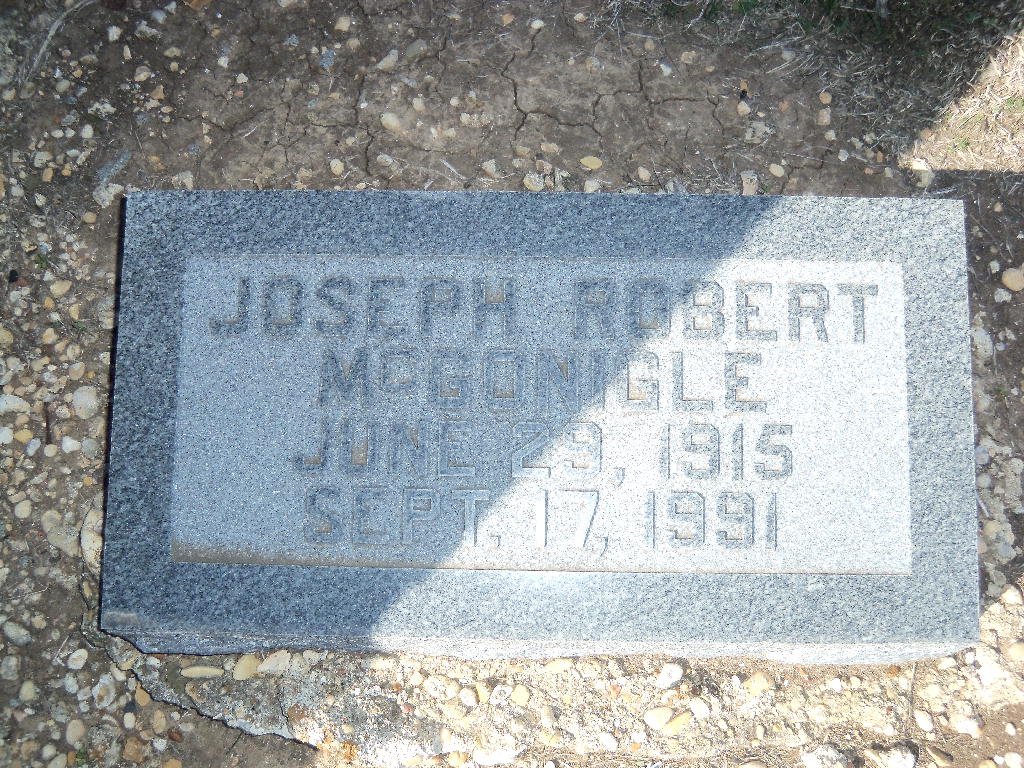 JOSEPH ROBERT
McGONIGLE
JUNE 29, 1915
SEPT. 17, 1991